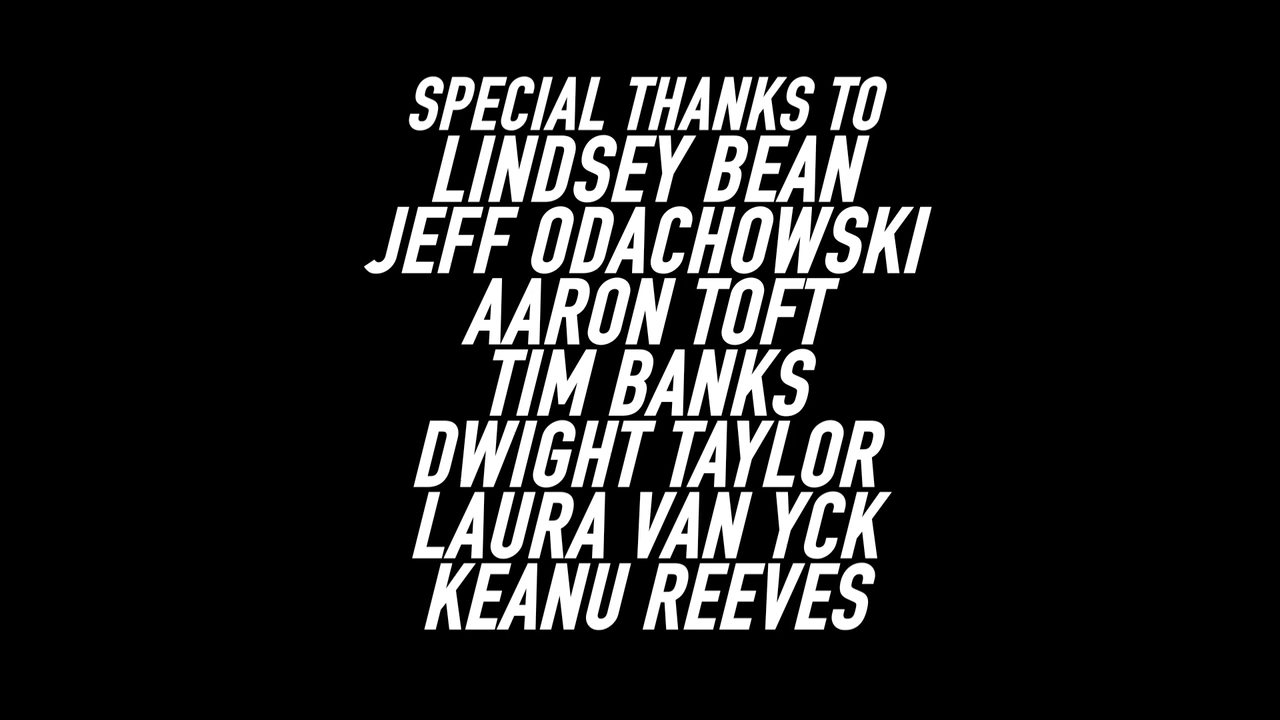 SPECIAL THANKS TO
LINDSEY BEAN
JEFF ODACHOWSKI
AARON TOFT
TIM BANKS
DWIGHT TAYLOR
LAURA VAN YCK
KEANU REEVES